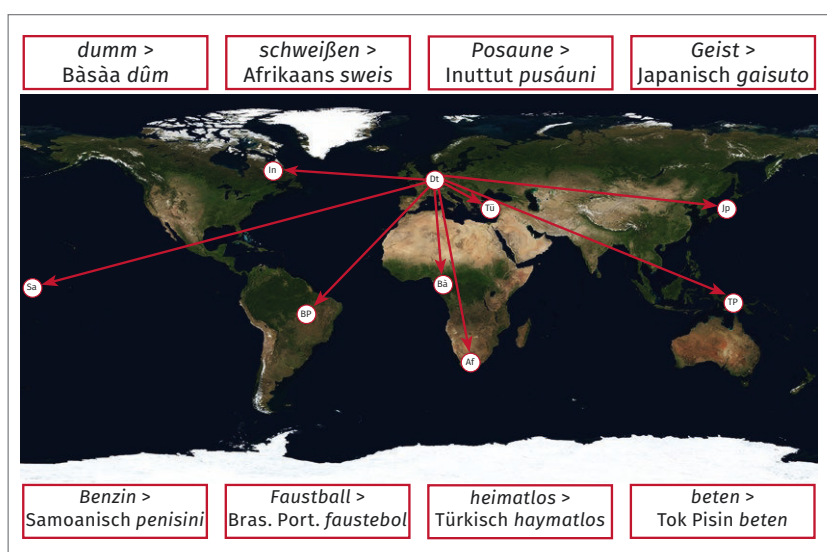 dumm >
Bàsàa dûm
schweißen >
Afrikaans sweis
Posaune >
Inuttut pusáuni
Geist >
Japanisch gaisuto
In
Dt
Tü
Jp
Sa
BP
Bà
TP
Af
Benzin >
Samoanisch penisini
Faustball >
Bras. Port. faustebol
heimatlos >
Türkisch haymatlos
beten >
Tok Pisin beten